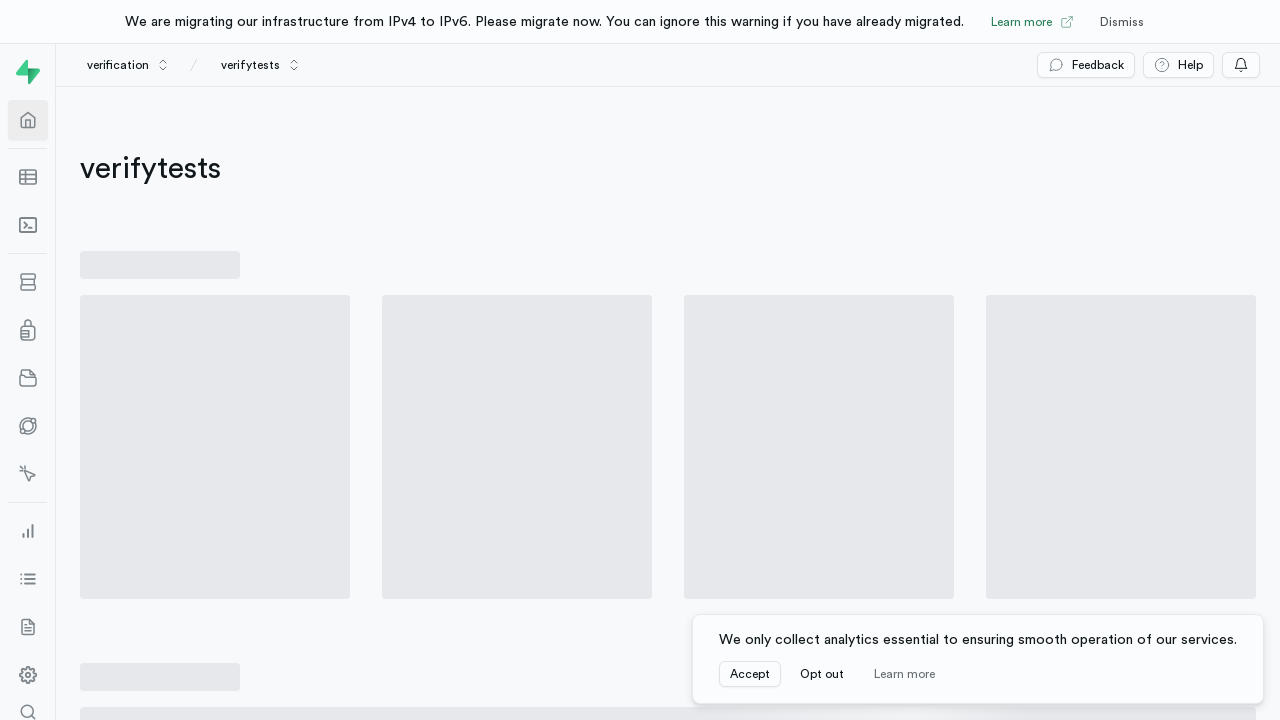 We are migrating our infrastructure from IPv4 to IPv6. Please migrate now. You can ignore this warning if you have already migrated. Learn more Dismiss
verification / verifytests Feedback Help
verifytests
We only collect analytics essential to ensuring smooth operation of our services.
Accept Opt out Learn more